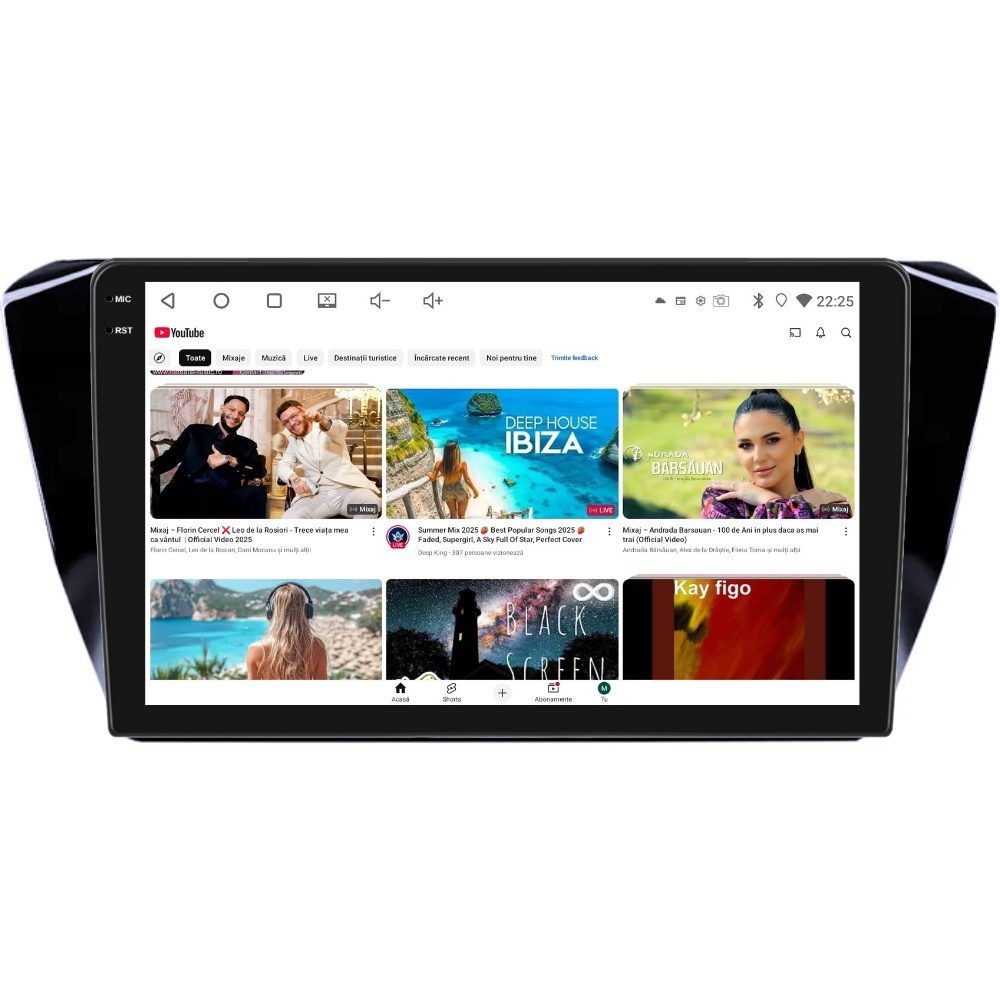 MIC
22:25
RST
YouTube
Toate
Mixaje
Muzică
Live
Destinații turistice
Încărcate recent
Noi pentru tine
Trimite feedback
DEEP HOUSE
IBIZA
ANDRADA
BÂRSĂUAN
Mixaj
LIVE
Mixaj
Mixaj – Florin Cercel ❌ Leo de la Rosiori - Trece viața mea
ca vântul | Official Video 2025
Florin Cercel, Leo de la Rosiori, Dani Mocanu și mulți alții
LIVE
Summer Mix 2025 🍓 Best Popular Songs 2025 🍓
Faded, Supergirl, A Sky Full Of Star, Perfect Cover
Deep King · 307 persoane vizionează
Mixaj – Andrada Barsauan - 100 de Ani in plus daca as mai
trai (Official Video)
Andrada Bârsăuan, Alex de la Orăștie, Elena Toma și mulți alții
BLACK
SCREEN
Kay figo
Acasă
Shorts
Abonamente
M
Tu